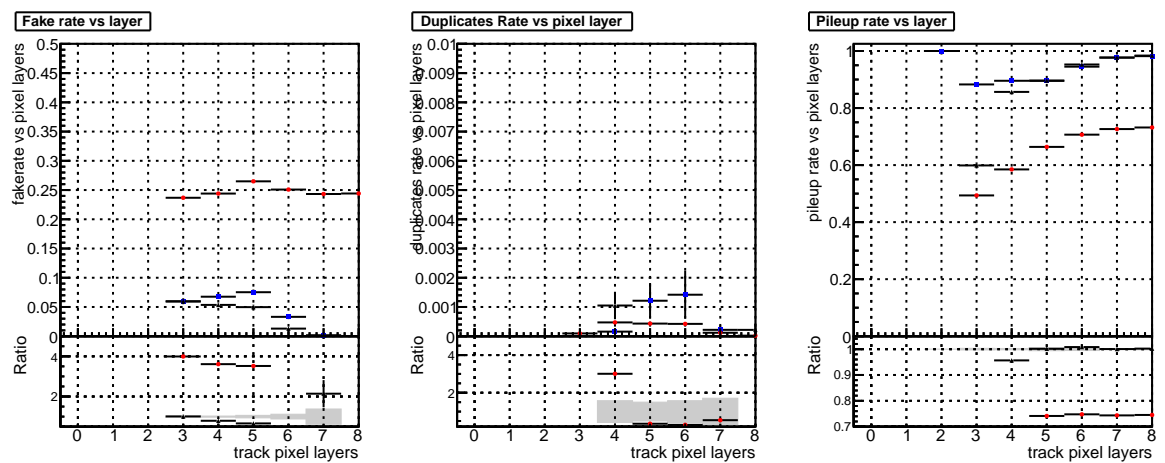 Fake rate vs layer
fakerate vs pixel layers
0.5
0.45
0.4
0.35
0.3
0.25
0.2
0.15
0.1
0.05
0
Ratio
4
2
0 1 2 3 4 5 6 7 8
track pixel layers
Duplicates Rate vs pixel layer
duplicates rate vs pixel layers
0.01
0.009
0.008
0.007
0.006
0.005
0.004
0.003
0.002
0.001
0
Ratio
4
2
0 1 2 3 4 5 6 7 8
track pixel layers
Pileup rate vs layer
pileup rate vs pixel layers
1
0.8
0.6
0.4
0.2
0
Ratio
1
0.9
0.8
0.7
0 1 2 3 4 5 6 7 8
track pixel layers